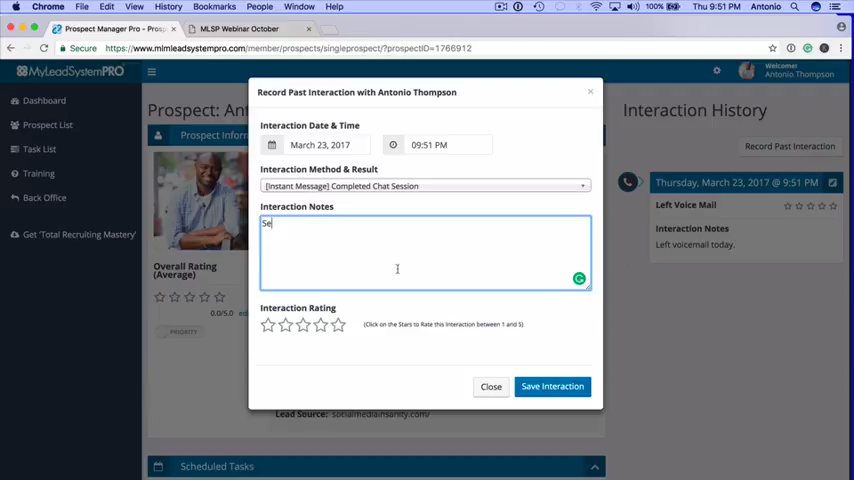 Chrome File Edit View History Bookmarks People Window Help 100% Thu 9:51 PM Antonio
Prospect Manager Pro - Prosp × MLSP Webinar October × Antonio
Secure https://www.mlmleadsystempro.com/member/prospects/singleprospect/?prospectID=1766912
MyLeadSystemPRO Welcome: Antonio Thompson
Dashboard
Prospect List
Task List
Training
Back Office
Get 'Total Recruiting Mastery'
Prospect: Ant
Prospect Inform
Overall Rating
(Average)
0.0/5.0
PRIORITY
Record Past Interaction with Antonio Thompson ×
Interaction Date & Time
March 23, 2017 09:51 PM
Interaction Method & Result
[Instant Message] Completed Chat Session
Interaction Notes
Se
Interaction Rating
(Click on the Stars to Rate this Interaction between 1 and 5)
Close Save Interaction
Lead Source: socialmediainsanity.com/
Scheduled Tasks
Interaction History
Record Past Interaction
Thursday, March 23, 2017 @ 9:51 PM
Left Voice Mail
Interaction Notes
Left voicemail today.